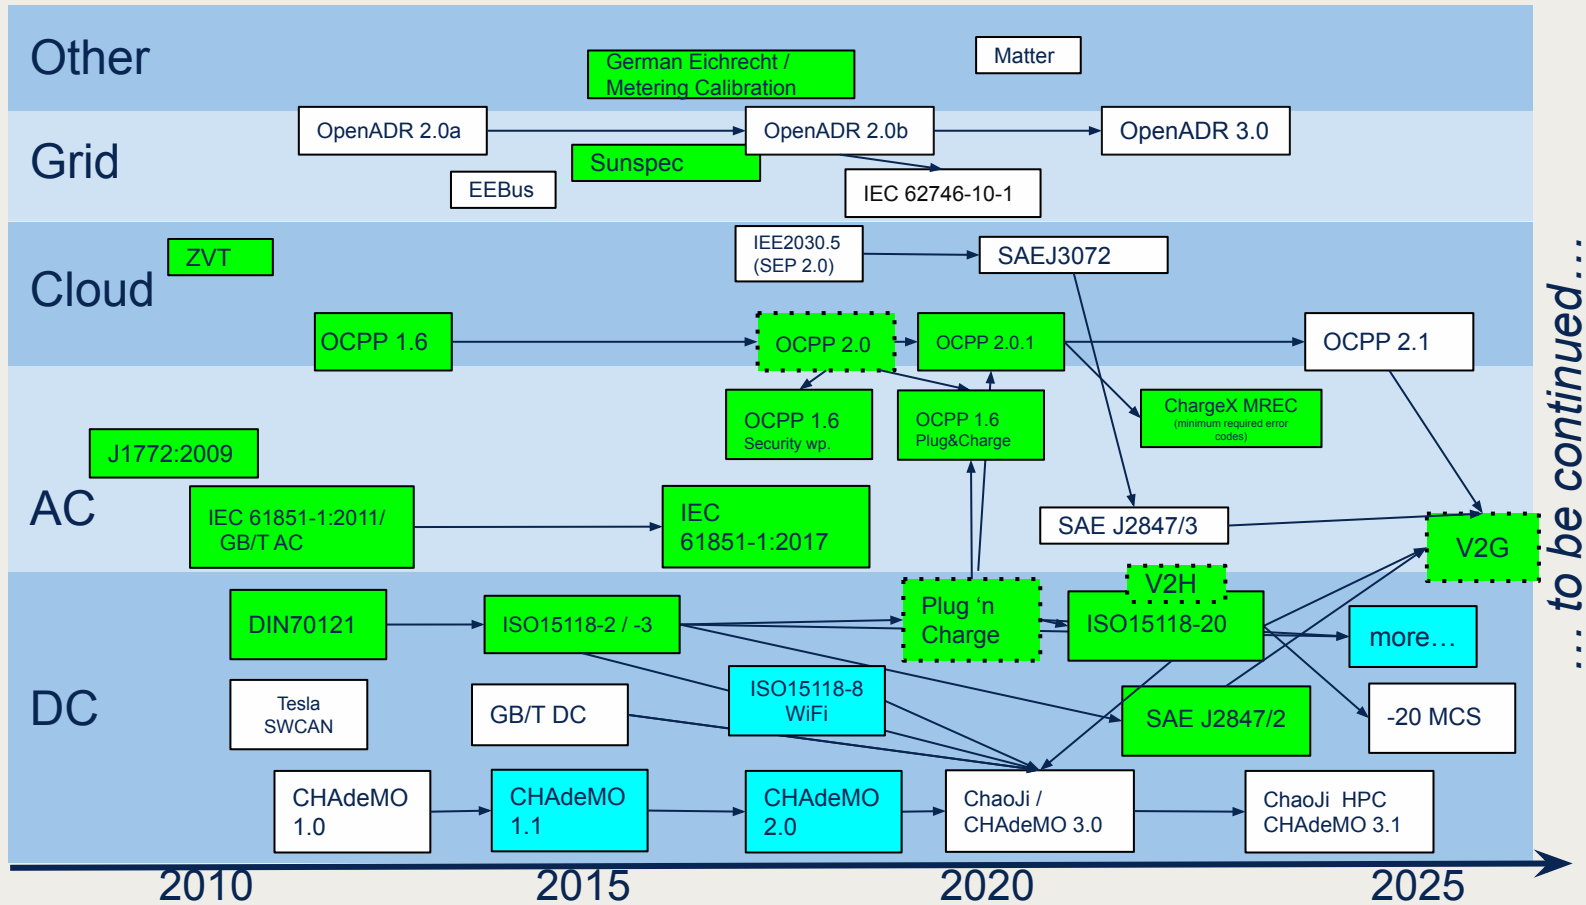 Other
German Eichrecht /
Metering Calibration
Matter
Grid
OpenADR 2.0a
OpenADR 2.0b
OpenADR 3.0
Sunspec
EEBus
IEC 62746-10-1
Cloud
ZVT
IEE2030.5
(SEP 2.0)
SAEJ3072
OCPP 1.6
OCPP 2.0
OCPP 2.0.1
OCPP 2.1
AC
OCPP 1.6
Security wp.
OCPP 1.6
Plug&Charge
ChargeX MREC
(minimum required error
codes)
J1772:2009
IEC 61851-1:2011/
GB/T AC
IEC
61851-1:2017
SAE J2847/3
V2G
DC
V2H
DIN70121
ISO15118-2 / -3
Plug ‘n
Charge
ISO15118-20
more…
Tesla
SWCAN
GB/T DC
ISO15118-8
WiFi
SAE J2847/2
-20 MCS
CHAdeMO
1.0
CHAdeMO
1.1
CHAdeMO
2.0
ChaoJi /
CHAdeMO 3.0
ChaoJi HPC
CHAdeMO 3.1
2010
2015
2020
2025
… to be continued…